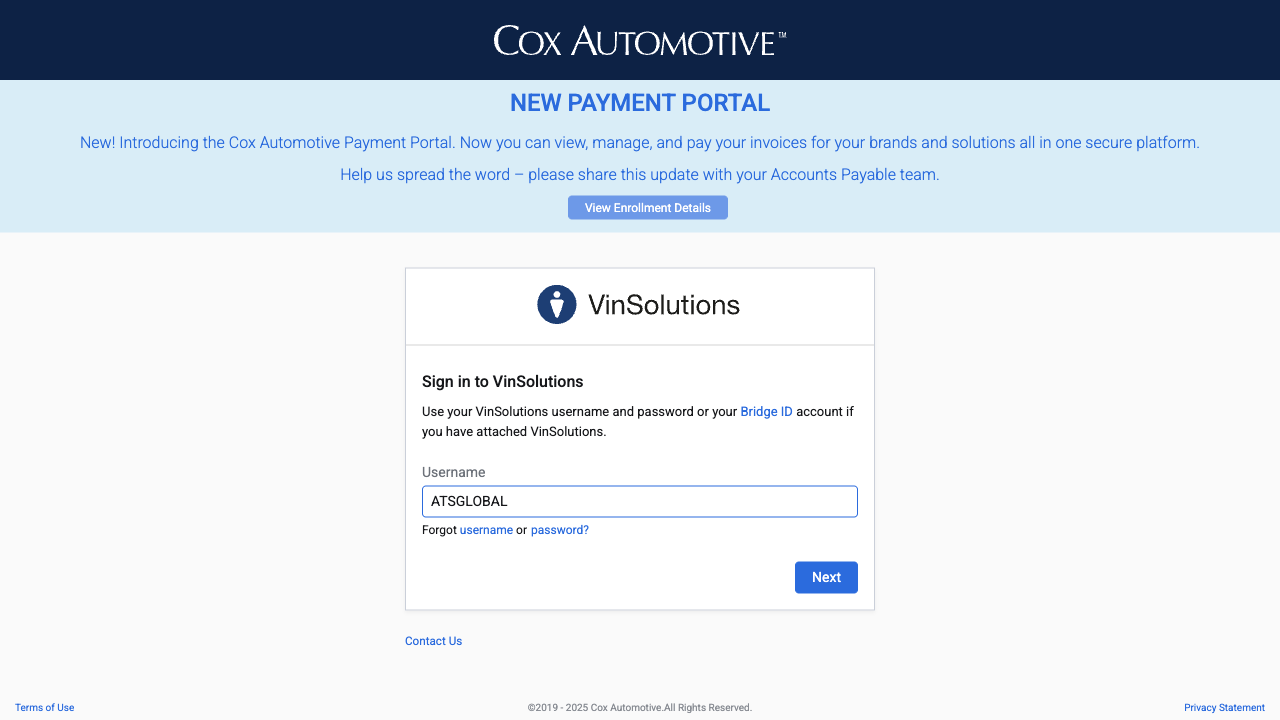 COX AUTOMOTIVE™
NEW PAYMENT PORTAL
New! Introducing the Cox Automotive Payment Portal. Now you can view, manage, and pay your invoices for your brands and solutions all in one secure platform.
Help us spread the word – please share this update with your Accounts Payable team.
View Enrollment Details
VinSolutions
Sign in to VinSolutions
Use your VinSolutions username and password or your Bridge ID account if
you have attached VinSolutions.
Username
ATSGLOBAL
Forgot username or password?
Next
Contact Us
Terms of Use
©2019 - 2025 Cox Automotive.All Rights Reserved.
Privacy Statement